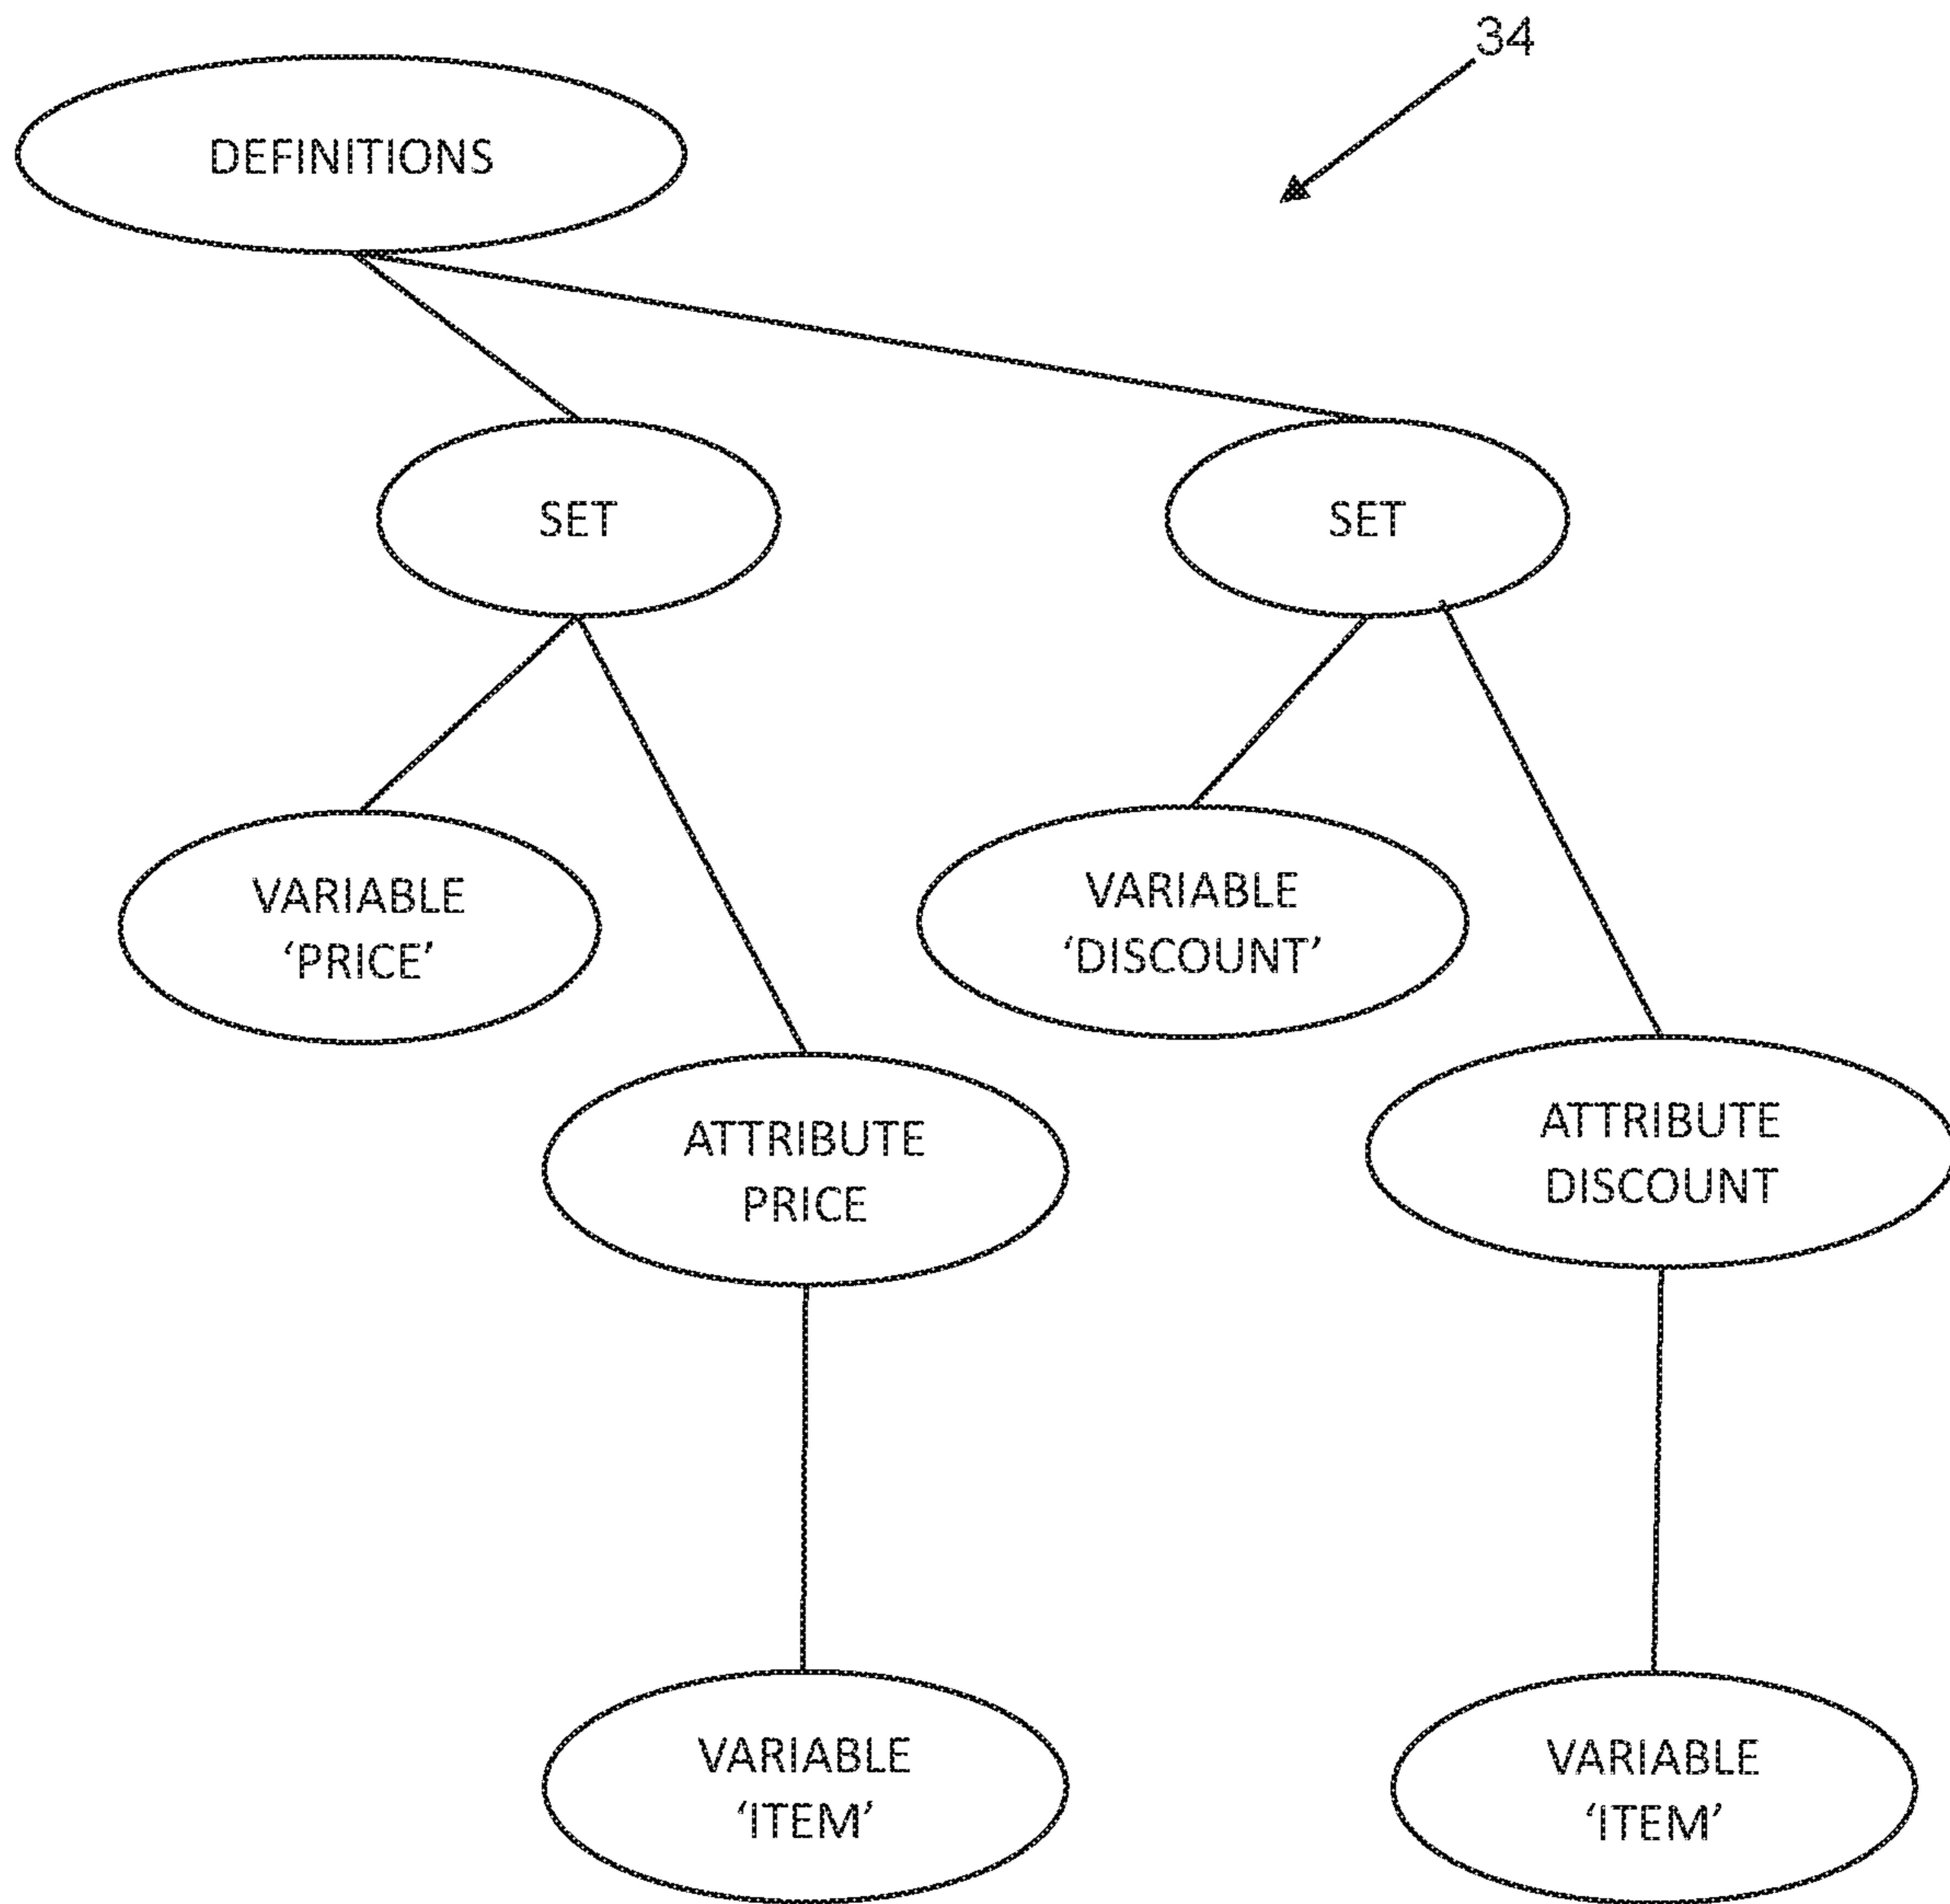 34
DEFINITIONS
SET
SET
VARIABLE
‘PRICE’
VARIABLE
‘DISCOUNT’
ATTRIBUTE
PRICE
ATTRIBUTE
DISCOUNT
VARIABLE
‘ITEM’
VARIABLE
‘ITEM’